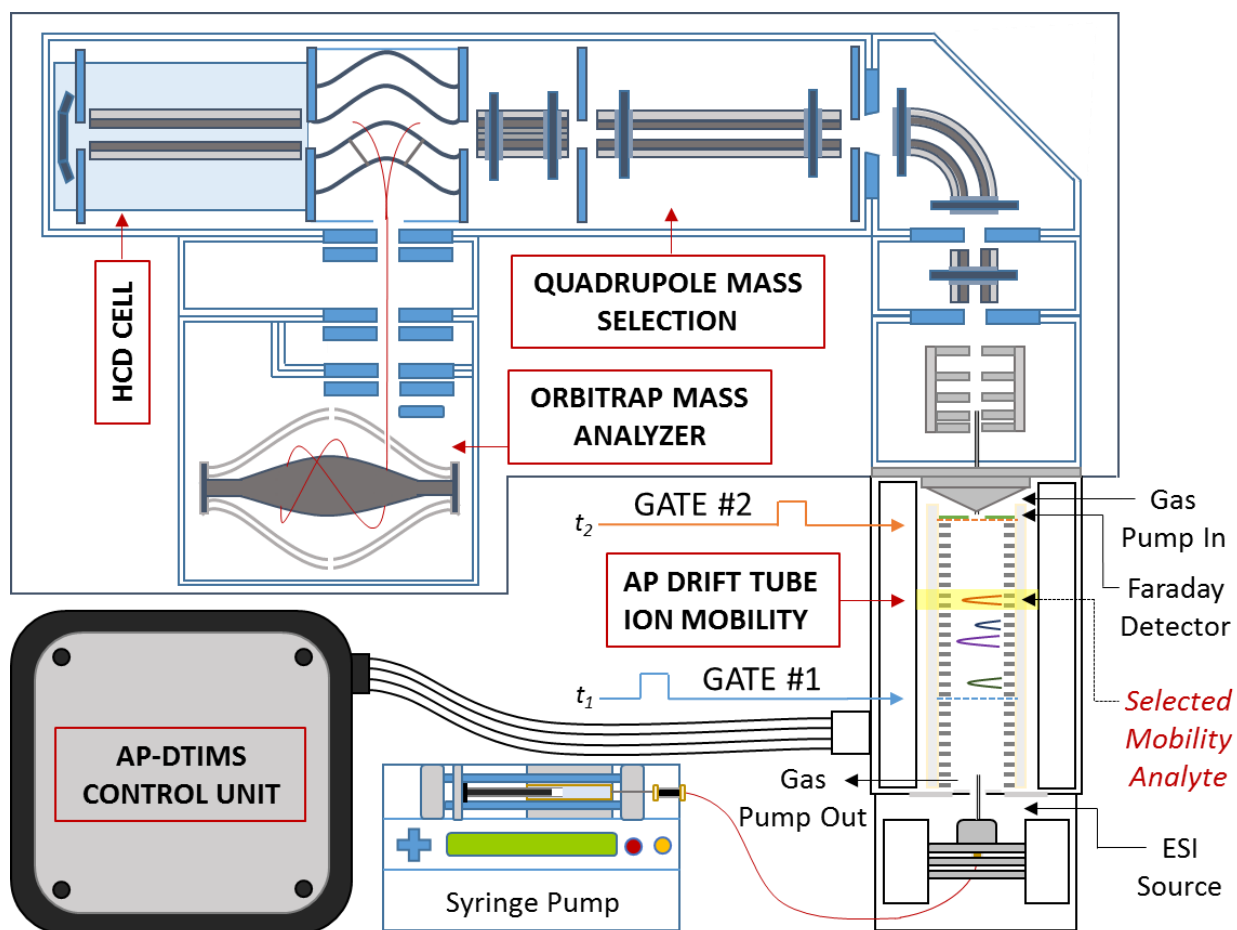 HCD CELL
QUADRUPOLE MASS
SELECTION
ORBITRAP MASS
ANALYZER
t2 GATE #2
Gas
Pump In
AP DRIFT TUBE
ION MOBILITY
Faraday
Detector
t1 GATE #1
Selected
Mobility
Analyte
AP-DTIMS
CONTROL UNIT
Gas
Pump Out
ESI
Source
Syringe Pump